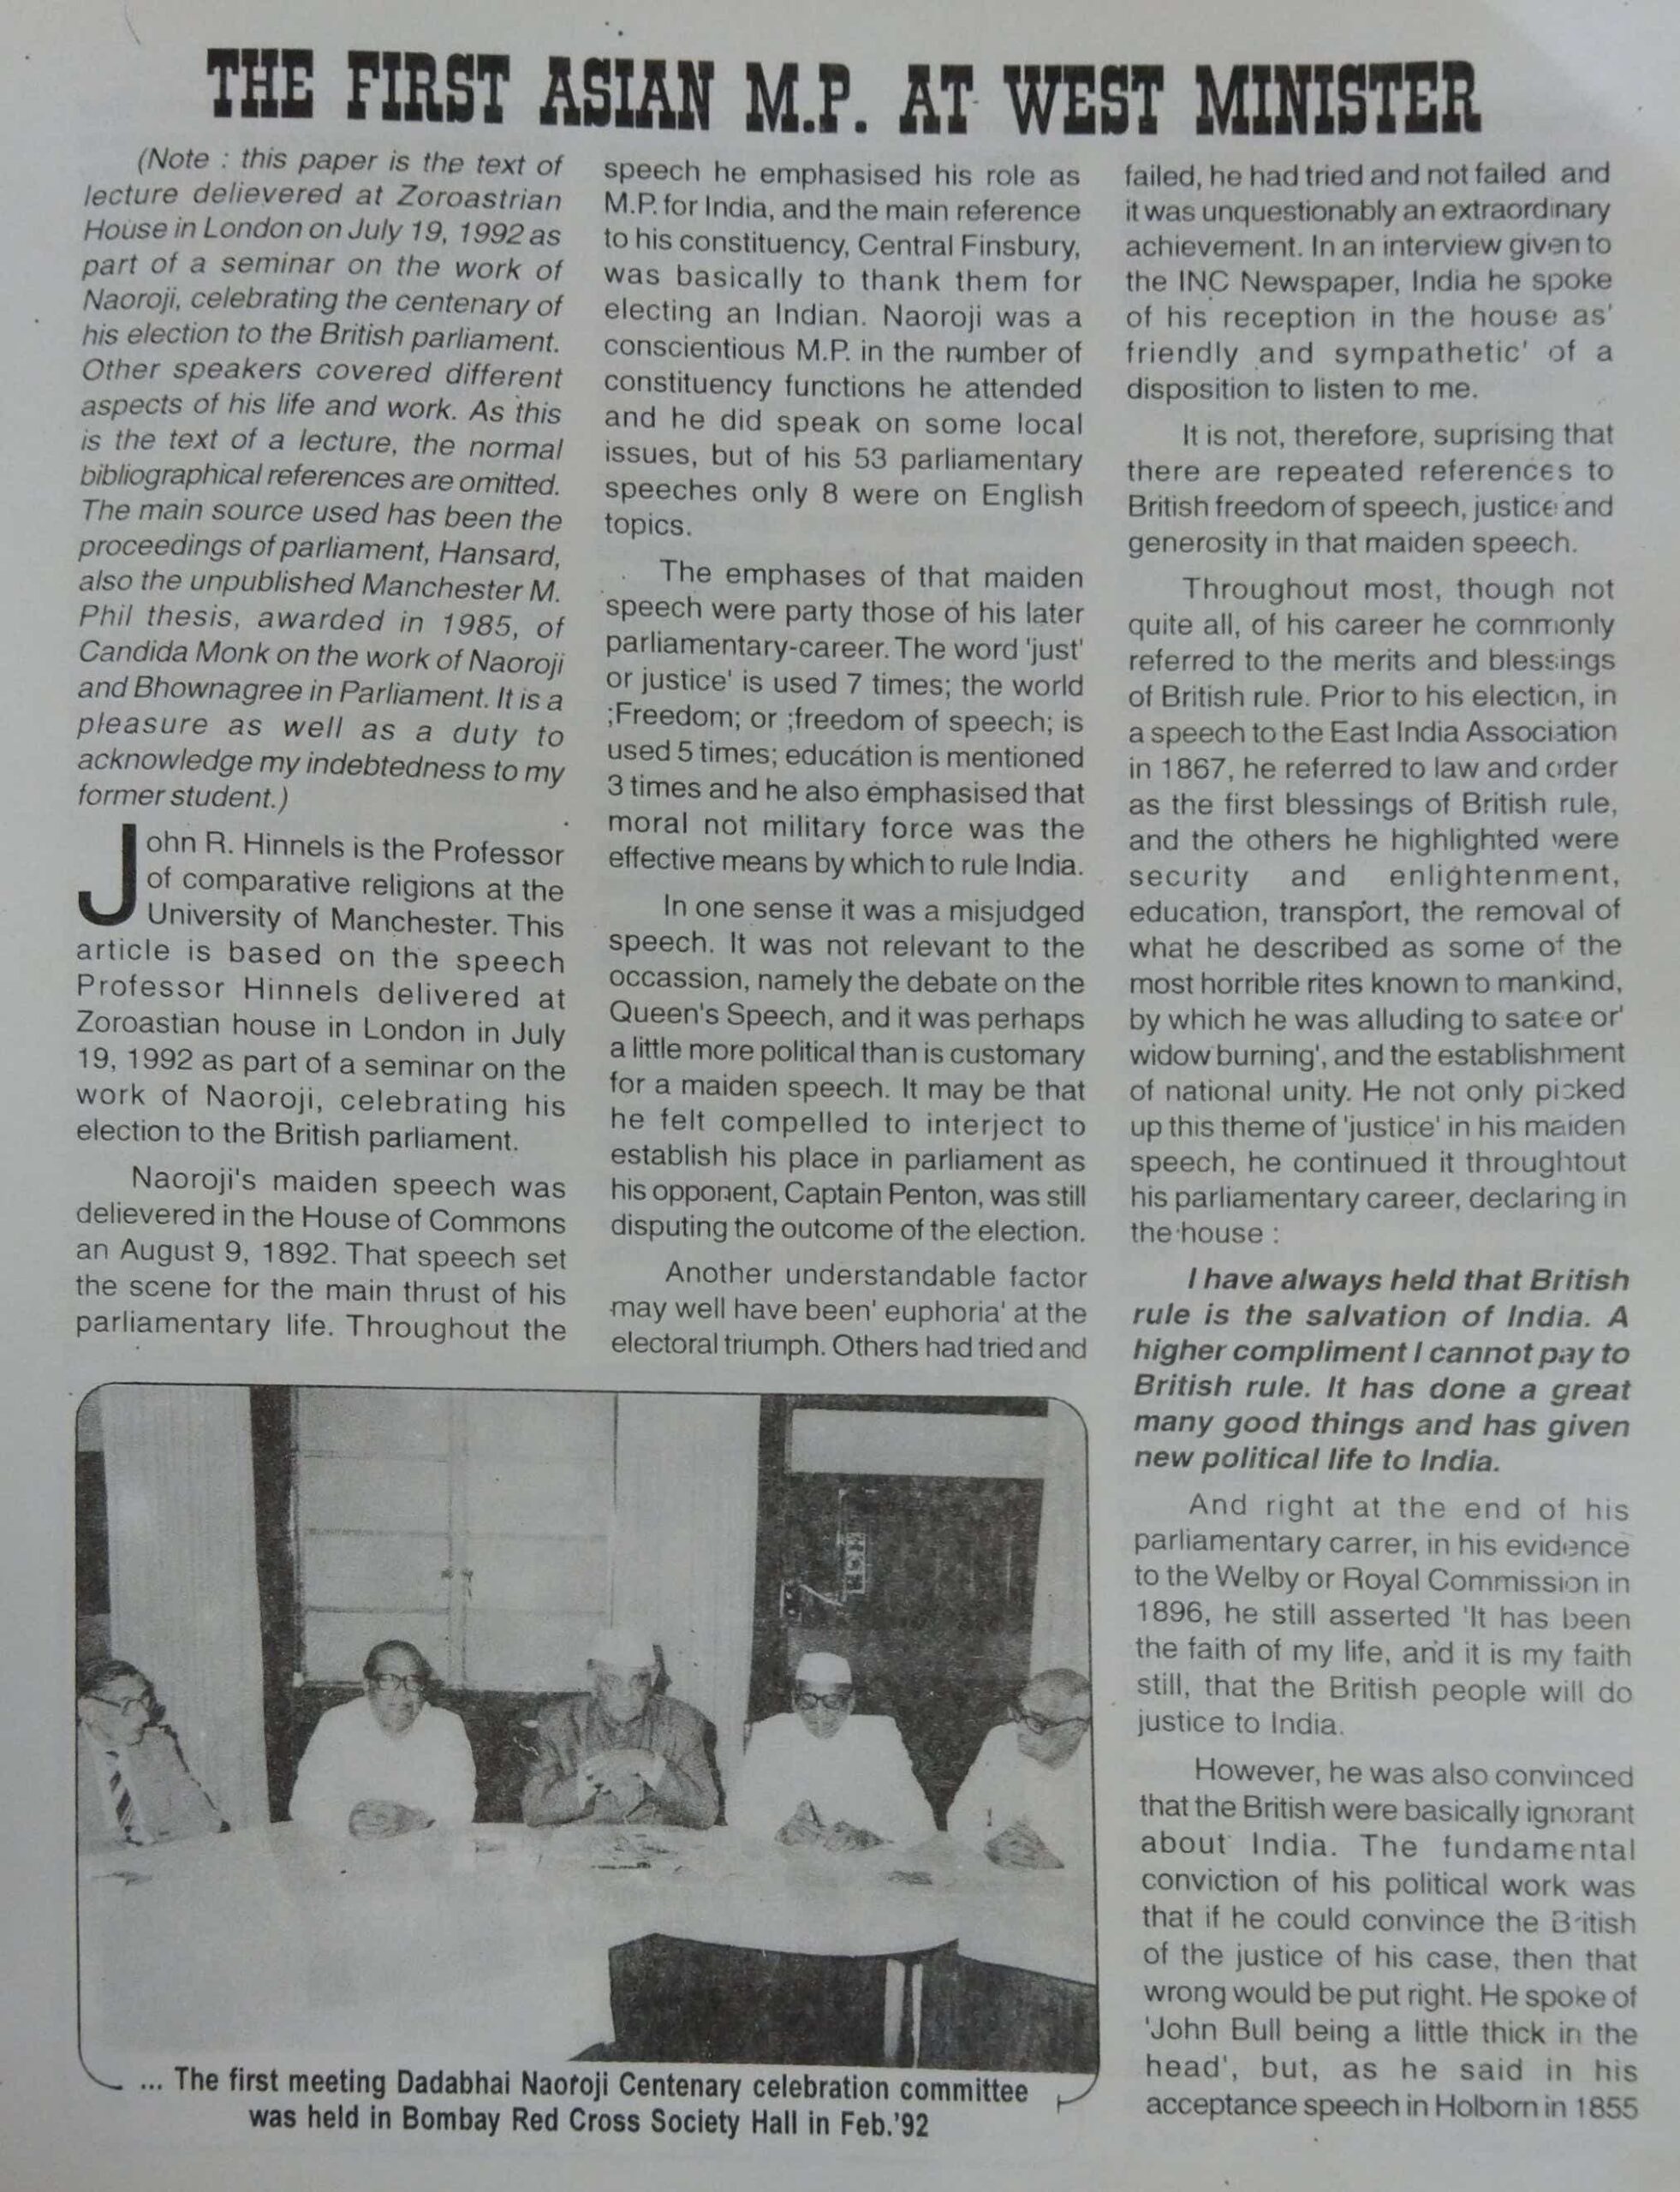 THE FIRST ASIAN M.P. AT WEST MINISTER
(Note : this paper is the text of
lecture delievered at Zoroastrian
House in London on July 19, 1992 as
part of a seminar on the work of
Naoroji, celebrating the centenary of
his election to the British parliament.
Other speakers covered different
aspects of his life and work. As this
is the text of a lecture, the normal
bibliographical references are omitted.
The main source used has been the
proceedings of parliament, Hansard,
also the unpublished Manchester M.
Phil thesis, awarded in 1985, of
Candida Monk on the work of Naoroji
and Bhownagree in Parliament. It is a
pleasure as well as a duty to
acknowledge my indebtedness to my
former student.)
John R. Hinnels is the Professor
of comparative religions at the
University of Manchester. This
article is based on the speech
Professor Hinnels delivered at
Zoroastian house in London in July
19, 1992 as part of a seminar on the
work of Naoroji, celebrating his
election to the British parliament.
Naoroji's maiden speech was
delievered in the House of Commons
an August 9, 1892. That speech set
the scene for the main thrust of his
parliamentary life. Throughout the
speech he emphasised his role as
M.P. for India, and the main reference
to his constituency, Central Finsbury,
was basically to thank them for
electing an Indian. Naoroji was a
conscientious M.P. in the number of
constituency functions he attended
and he did speak on some local
issues, but of his 53 parliamentary
speeches only 8 were on English
topics.
The emphases of that maiden
speech were party those of his later
parliamentary-career. The word 'just'
or justice' is used 7 times; the world
;Freedom; or ;freedom of speech; is
used 5 times; education is mentioned
3 times and he also emphasised that
moral not military force was the
effective means by which to rule India.
In one sense it was a misjudged
speech. It was not relevant to the
occassion, namely the debate on the
Queen's Speech, and it was perhaps
a little more political than is customary
for a maiden speech. It may be that
he felt compelled to interject to
establish his place in parliament as
his opponent, Captain Penton, was still
disputing the outcome of the election.
Another understandable factor
may well have been' euphoria' at the
electoral triumph. Others had tried and
failed, he had tried and not failed and
it was unquestionably an extraordinary
achievement. In an interview given to
the INC Newspaper, India he spoke
of his reception in the house as'
friendly and sympathetic' of a
disposition to listen to me.
It is not, therefore, suprising that
there are repeated references to
British freedom of speech, justice and
generosity in that maiden speech.
Throughout most, though not
quite all, of his career he commonly
referred to the merits and blessings
of British rule. Prior to his election, in
a speech to the East India Association
in 1867, he referred to law and order
as the first blessings of British rule,
and the others he highlighted were
security and enlightenment,
education, transport, the removal of
what he described as some of the
most horrible rites known to mankind,
by which he was alluding to satee or'
widow burning', and the establishment
of national unity. He not only picked
up this theme of 'justice' in his maiden
speech, he continued it throughtout
his parliamentary career, declaring in
the house :
I have always held that British
rule is the salvation of India. A
higher compliment I cannot pay to
British rule. It has done a great
many good things and has given
new political life to India.
And right at the end of his
parliamentary carrer, in his evidence
to the Welby or Royal Commission in
1896, he still asserted 'It has been
the faith of my life, and it is my faith
still, that the British people will do
justice to India.
However, he was also convinced
that the British were basically ignorant
about India. The fundamental
conviction of his political work was
that if he could convince the British
of the justice of his case, then that
wrong would be put right. He spoke of
'John Bull being a little thick in the
head', but, as he said in his
acceptance speech in Holborn in 1855
... The first meeting Dadabhai Naoroji Centenary celebration committee
was held in Bombay Red Cross Society Hall in Feb.'92